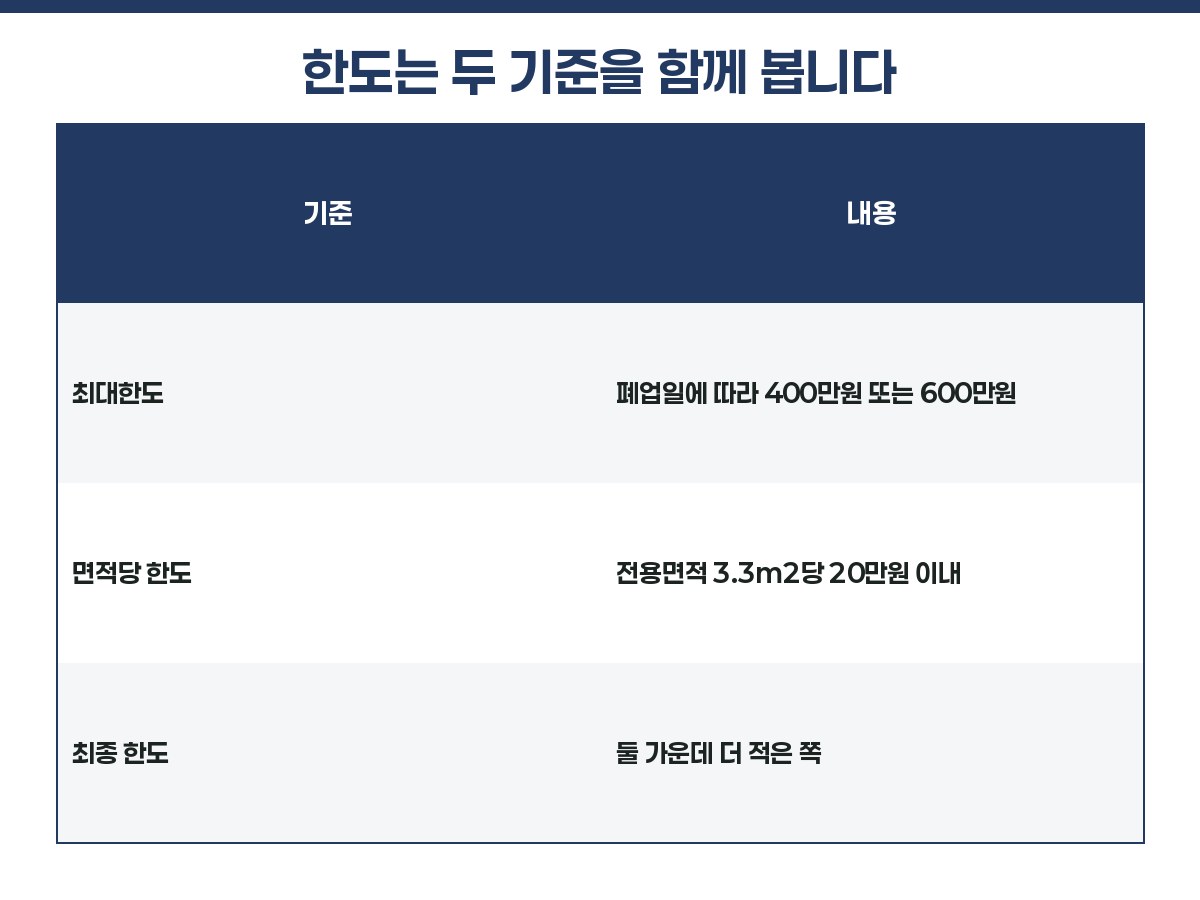 한도는 두 기준을 함께 봅니다
기준 내용
최대한도 폐업일에 따라 400만원 또는 600만원
면적당 한도 전용면적 3.3m2당 20만원 이내
최종 한도 둘 가운데 더 적은 쪽